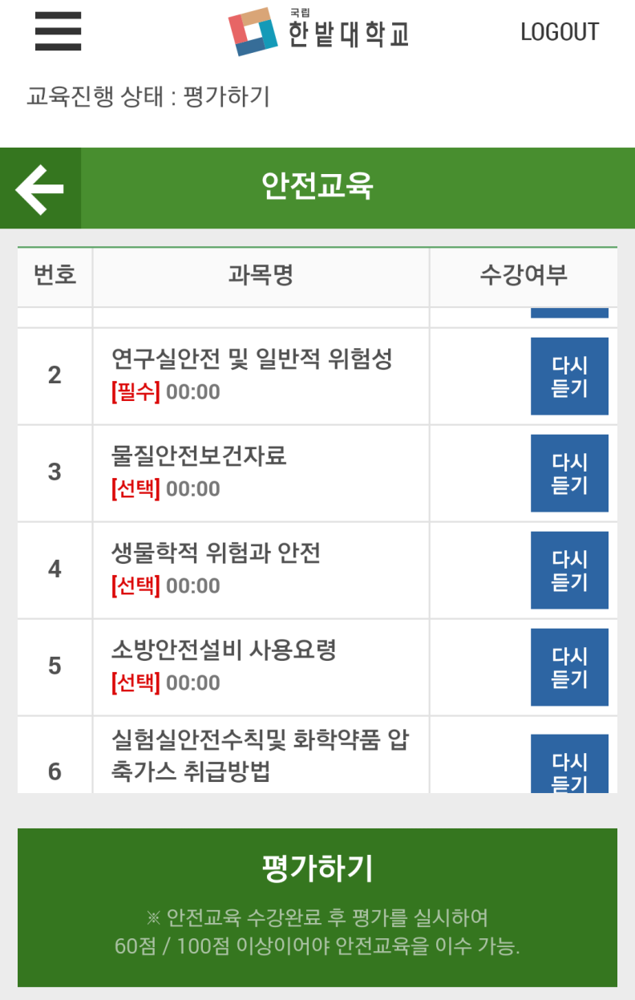 국립
한밭대학교
LOGOUT
교육진행 상태 : 평가하기
안전교육
번호
과목명
수강여부
2
연구실안전 및 일반적 위험성
[필수] 00:00
다시
듣기
3
물질안전보건자료
[선택] 00:00
다시
듣기
4
생물학적 위험과 안전
[선택] 00:00
다시
듣기
5
소방안전설비 사용요령
[선택] 00:00
다시
듣기
6
실험실안전수칙및 화학약품 압
축가스 취급방법
다시
듣기
평가하기
※ 안전교육 수강완료 후 평가를 실시하여
60점 / 100점 이상이어야 안전교육을 이수 가능.